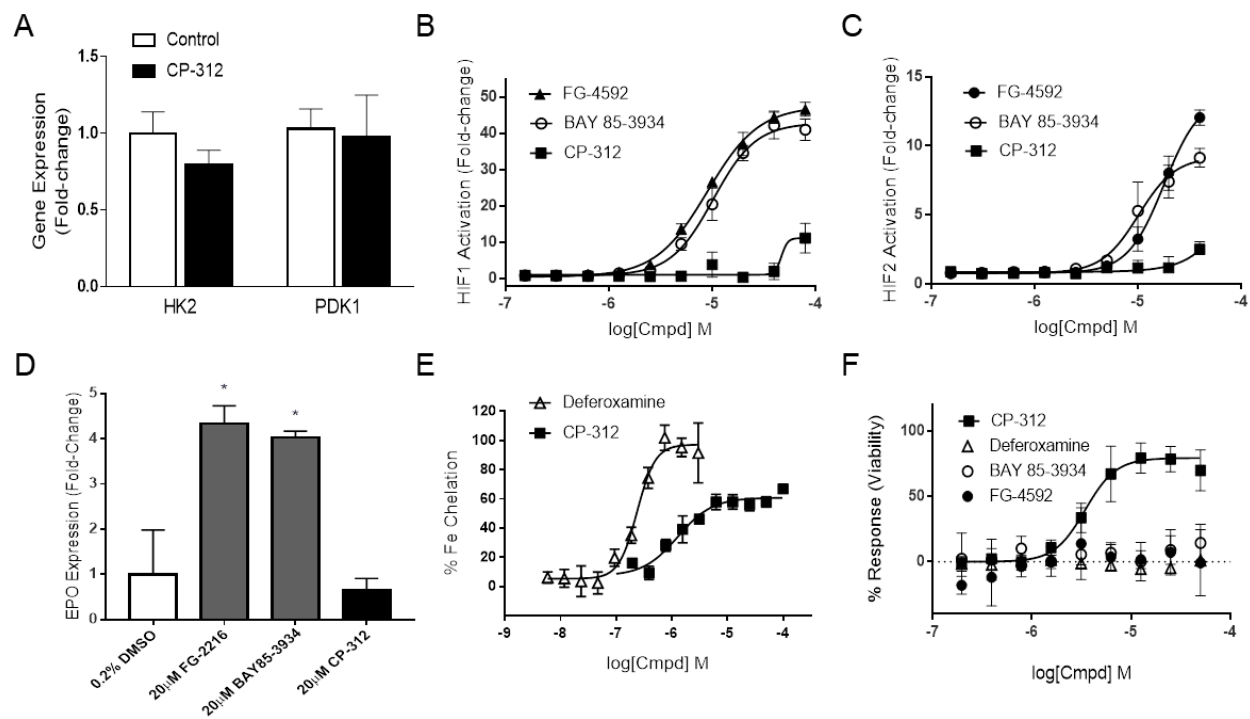 A
Control
CP-312
Gene Expression
(Fold-change)
1.5
1.0
0.5
0.0
HK2
PDK1
B
FG-4592
BAY 85-3934
CP-312
HIF1 Activation (Fold-change)
50
40
30
20
10
0
-7
-6
-5
-4
log[Cmpd] M
C
FG-4592
BAY 85-3934
CP-312
HIF2 Activation (Fold-change)
15
10
5
0
-7
-6
-5
-4
log[Cmpd] M
D
EPO Expression (Fold-Change)
5
4
3
2
1
0
*
*
0.2% DMSO
20µM FG-2216
20µM BAY85-3934
20µM CP-312
E
Deferoxamine
CP-312
% Fe Chelation
120
100
80
60
40
20
0
-9
-8
-7
-6
-5
-4
log[Cmpd] M
F
CP-312
Deferoxamine
BAY 85-3934
FG-4592
% Response (Viability)
100
50
0
-7
-6
-5
-4
log[Cmpd] M